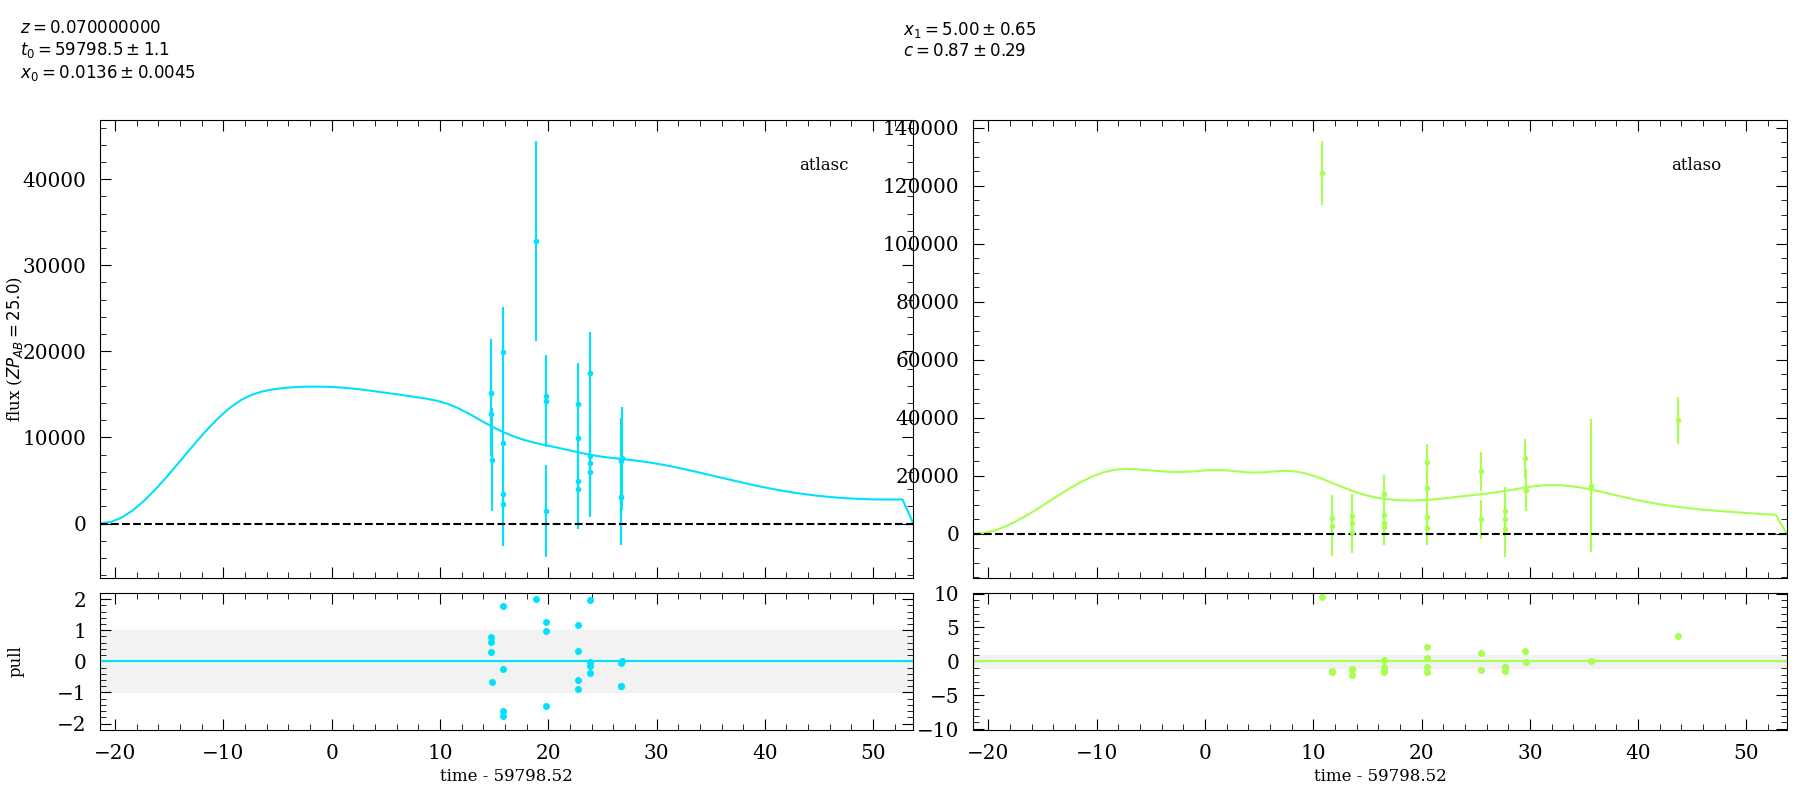 z = 0.070000000
t₀ = 59798.5 ± 1.1
x₀ = 0.0136 ± 0.0045
x₁ = 5.00 ± 0.65
c = 0.87 ± 0.29
atlasc
40000
30000
20000
10000
0
flux (ZP_AB = 25.0)
atlaso
140000
120000
100000
80000
60000
40000
20000
0
2
1
0
−1
−2
pull
−20 −10 0 10 20 30 40 50
time - 59798.52
10
5
0
−5
−10
−20 −10 0 10 20 30 40 50
time - 59798.52